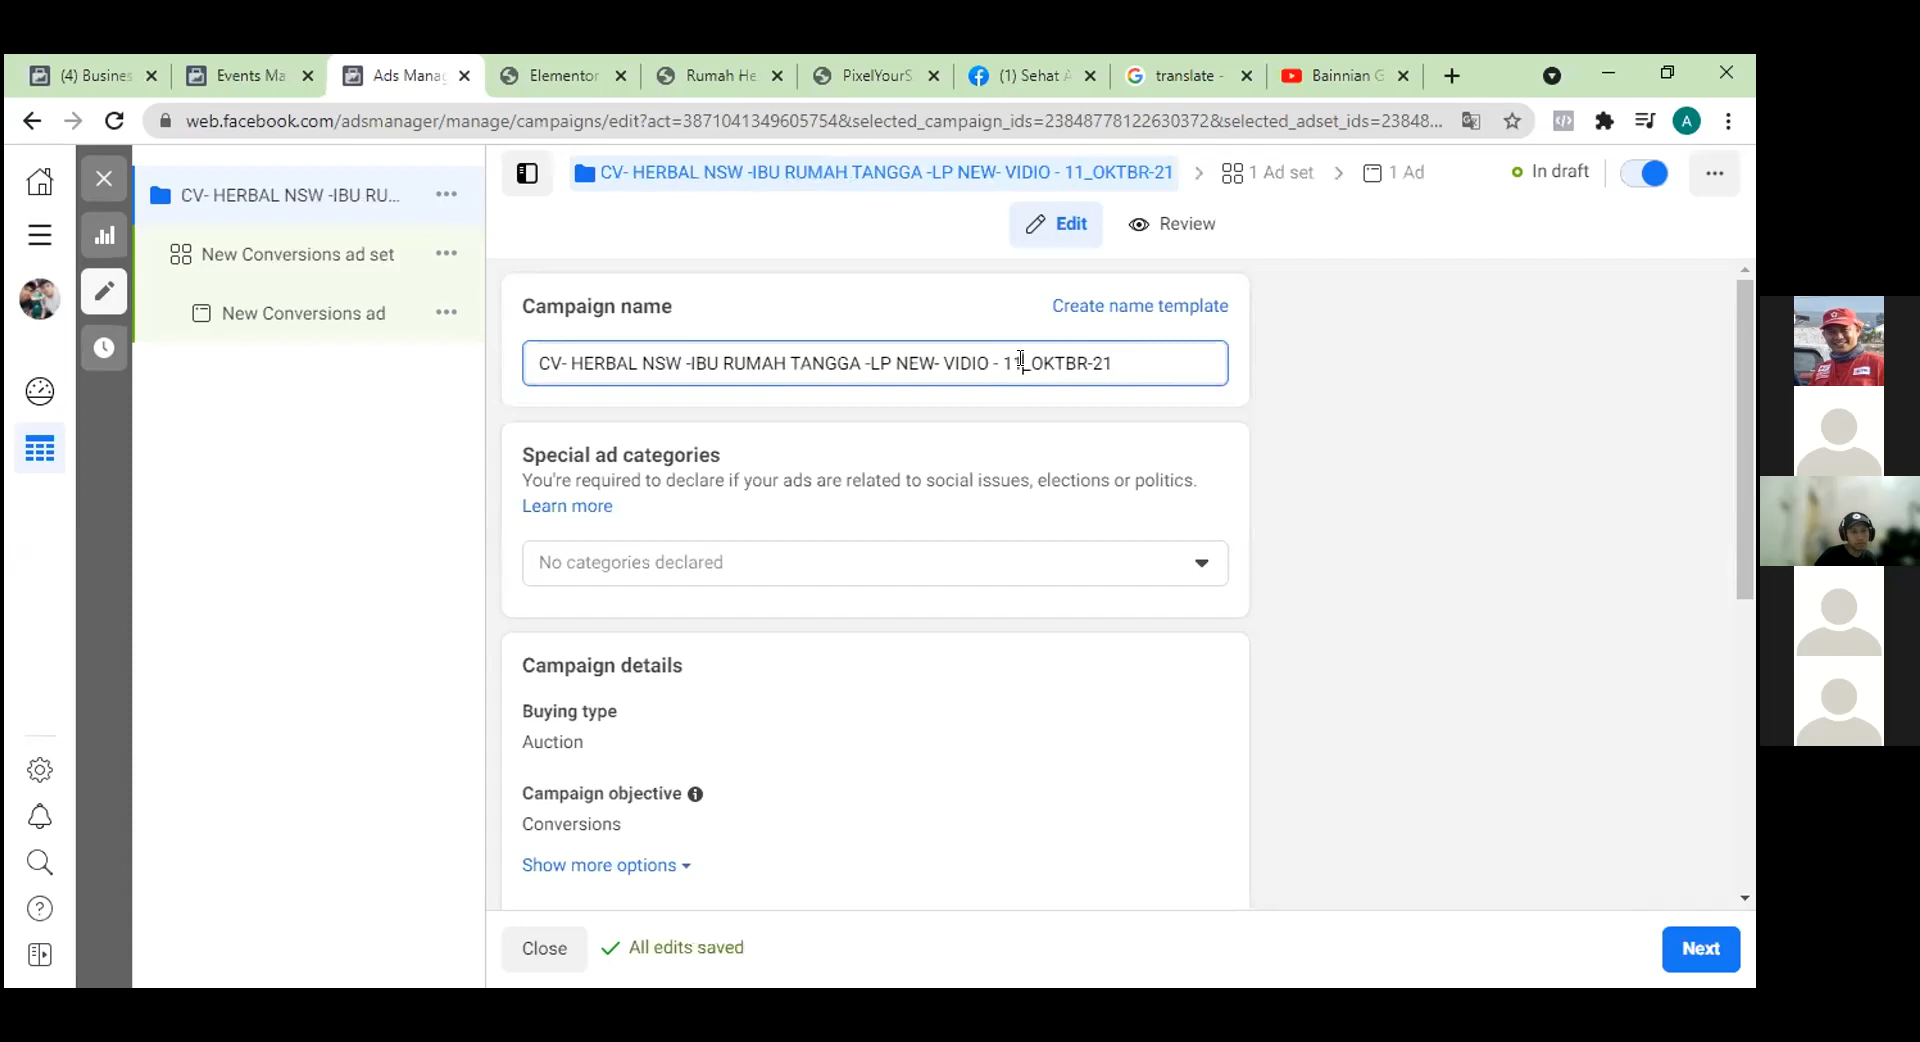 (4) Busines
Events Ma
Ads Manag
Elementor
Rumah He
PixelYourS
(1) Sehat A
translate -
Bainnian G
web.facebook.com/adsmanager/manage/campaigns/edit?act=3871041349605754&selected_campaign_ids=23848778122630372&selected_adset_ids=23848...
A
CV- HERBAL NSW -IBU RU...
New Conversions ad set
New Conversions ad
CV- HERBAL NSW -IBU RUMAH TANGGA -LP NEW- VIDIO - 11_OKTBR-21
1 Ad set
1 Ad
In draft
Edit
Review
Campaign name
Create name template
CV- HERBAL NSW -IBU RUMAH TANGGA -LP NEW- VIDIO - 11_OKTBR-21
Special ad categories
You're required to declare if your ads are related to social issues, elections or politics.
Learn more
No categories declared
Campaign details
Buying type
Auction
Campaign objective
Conversions
Show more options
Close
All edits saved
Next